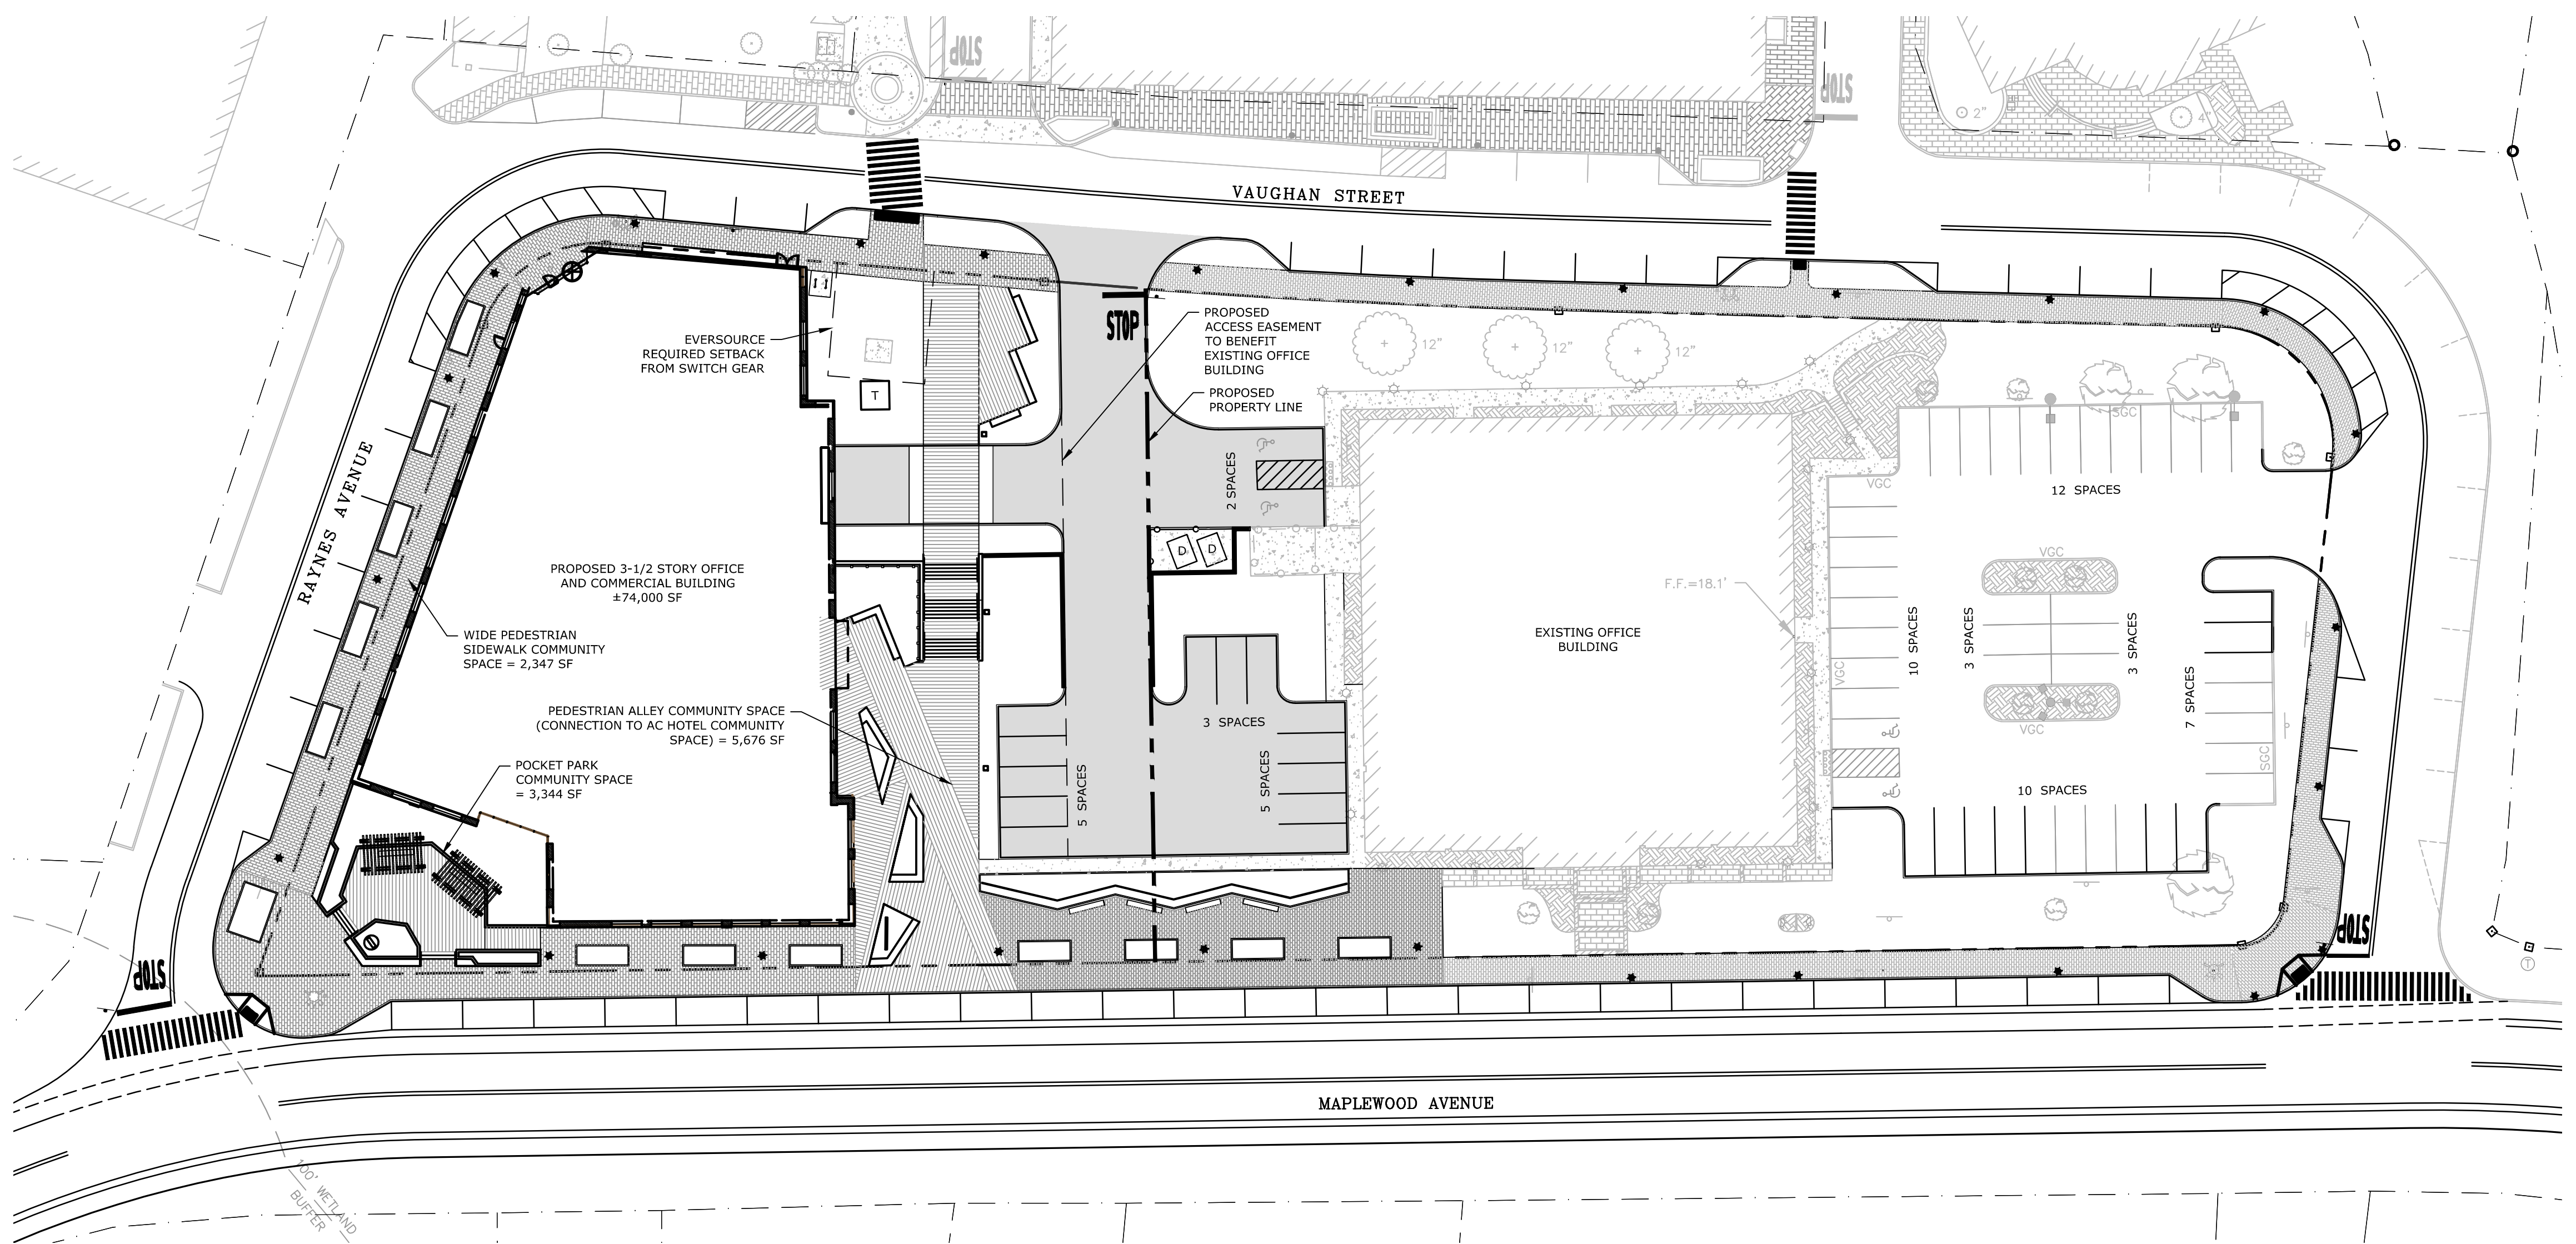 STOP
STOP
2"
4"
VAUGHAN STREET
STOP
PROPOSED
ACCESS EASEMENT
TO BENEFIT
EXISTING OFFICE
BUILDING
EVERSOURCE
REQUIRED SETBACK
FROM SWITCH GEAR
T
12"
12"
12"
PROPOSED
PROPERTY LINE
SGC
RAYNES AVENUE
2 SPACES
VGC
12 SPACES
D
D
VGC
PROPOSED 3-1/2 STORY OFFICE
AND COMMERCIAL BUILDING
±74,000 SF
F.F.=18.1'
WIDE PEDESTRIAN
SIDEWALK COMMUNITY
SPACE = 2,347 SF
EXISTING OFFICE
BUILDING
10 SPACES
3 SPACES
3 SPACES
VGC
7 SPACES
PEDESTRIAN ALLEY COMMUNITY SPACE
(CONNECTION TO AC HOTEL COMMUNITY
SPACE) = 5,676 SF
3 SPACES
VGC
SGC
POCKET PARK
COMMUNITY SPACE
= 3,344 SF
5 SPACES
5 SPACES
10 SPACES
STOP
STOP
T
MAPLEWOOD AVENUE
100' WETLAND
BUFFER